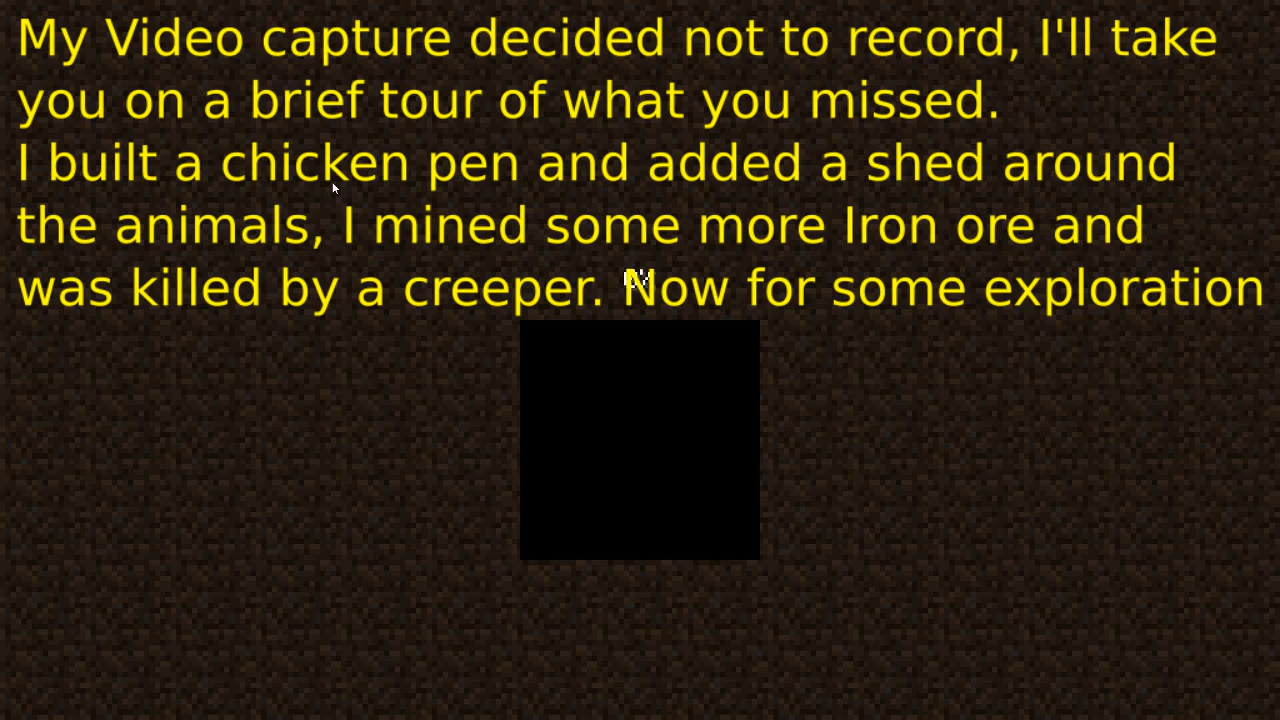 My Video capture decided not to record, I'll take
you on a brief tour of what you missed.
I built a chicken pen and added a shed around
the animals, I mined some more Iron ore and
was killed by a creeper. Now for some exploration